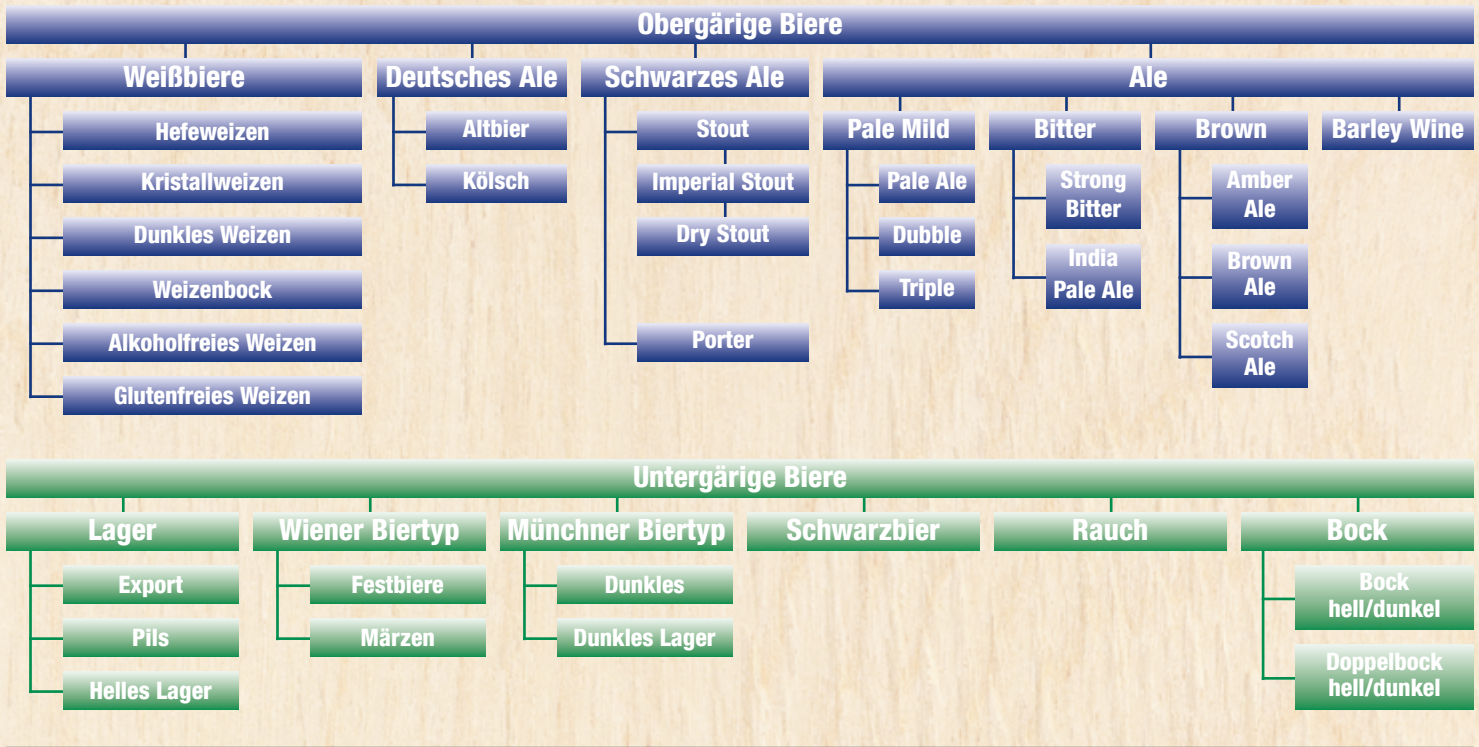 Obergärige Biere
Weißbiere
Hefeweizen
Kristallweizen
Dunkles Weizen
Weizenbock
Alkoholfreies Weizen
Glutenfreies Weizen
Deutsches Ale
Altbier
Kölsch
Schwarzes Ale
Stout
Imperial Stout
Dry Stout
Porter
Ale
Pale Mild
Pale Ale
Dubble
Triple
Bitter
Strong
Bitter
India
Pale Ale
Brown
Amber
Ale
Brown
Ale
Scotch
Ale
Barley Wine
Untergärige Biere
Lager
Export
Pils
Helles Lager
Wiener Biertyp
Festbiere
Märzen
Münchner Biertyp
Dunkles
Dunkles Lager
Schwarzbier
Rauch
Bock
Bock
hell/dunkel
Doppelbock
hell/dunkel